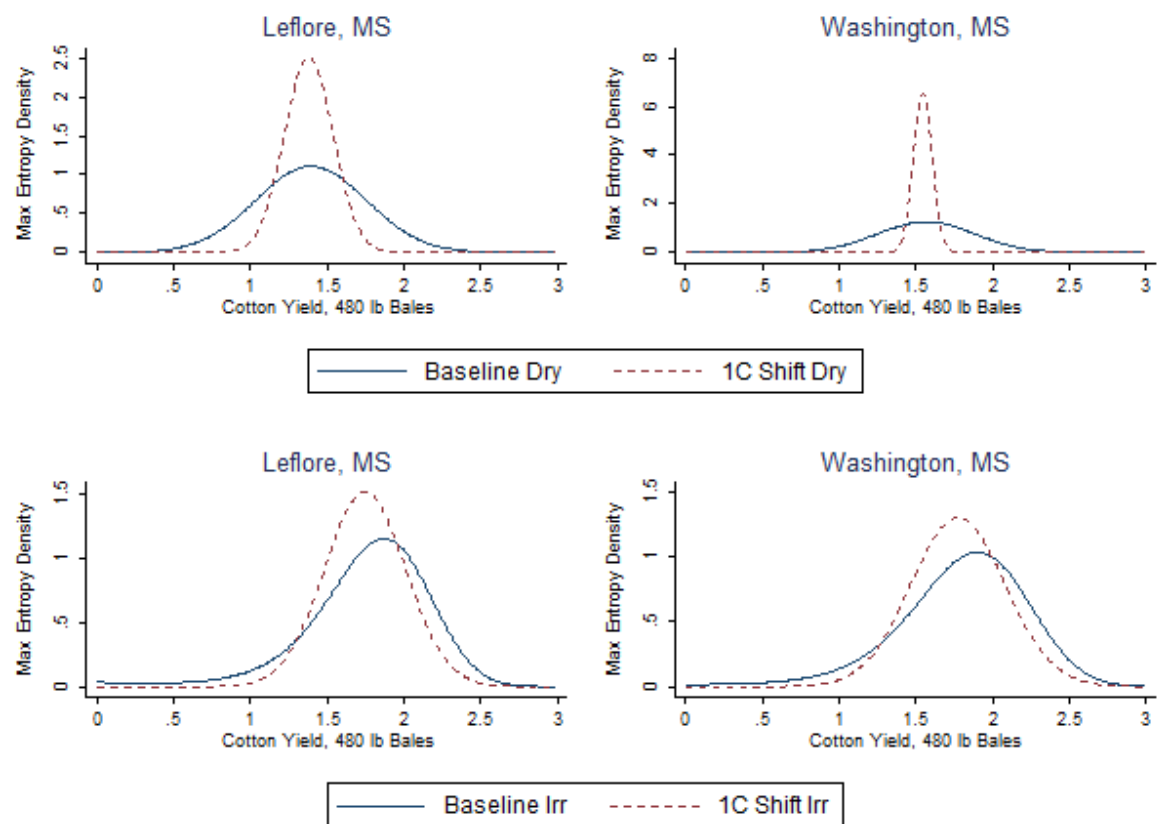 Leflore, MS
Washington, MS
Max Entropy Density
2.5
2
1.5
1
.5
0
0 .5 1 1.5 2 2.5 3
Cotton Yield, 480 lb Bales
Max Entropy Density
8
6
4
2
0
0 .5 1 1.5 2 2.5 3
Cotton Yield, 480 lb Bales
Baseline Dry 1C Shift Dry
Leflore, MS
Washington, MS
Max Entropy Density
1.5
1
.5
0
0 .5 1 1.5 2 2.5 3
Cotton Yield, 480 lb Bales
Max Entropy Density
1.5
1
.5
0
0 .5 1 1.5 2 2.5 3
Cotton Yield, 480 lb Bales
Baseline Irr 1C Shift Irr